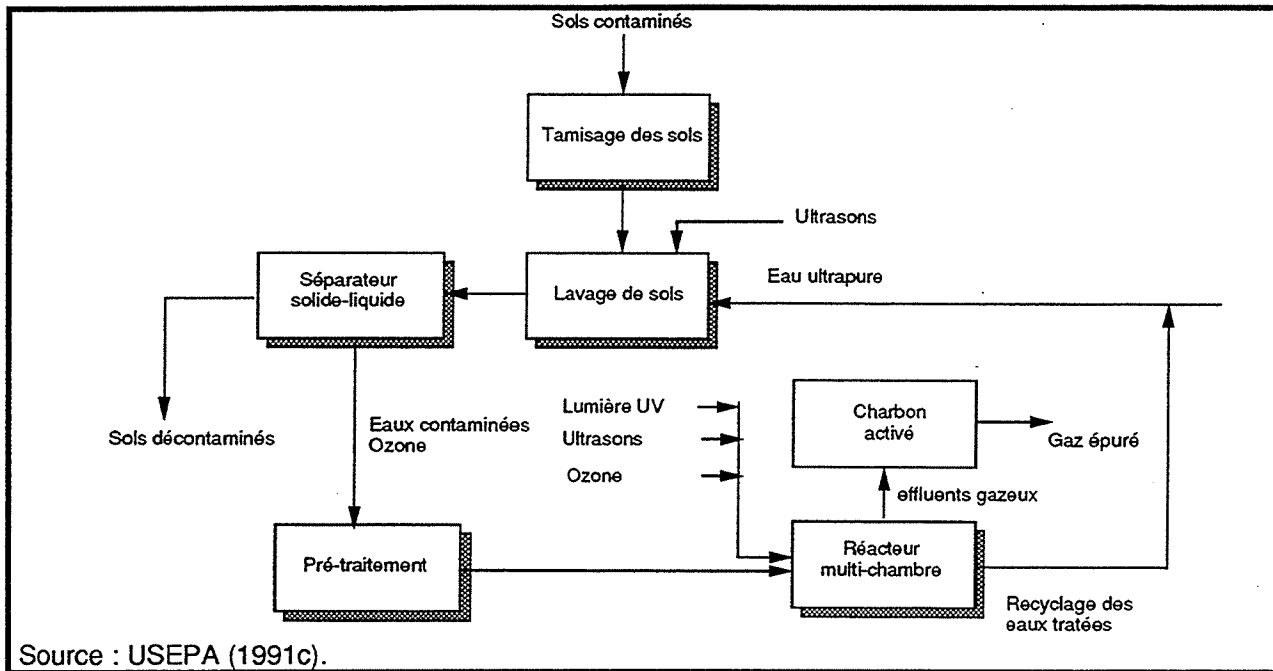 Sols contaminés
Tamisage des sols
Ultrasons
Eau ultrapure
Séparateur
solide-liquide
Lavage de sols
Lumière UV
Ultrasons
Ozone
Charbon
activé
Gaz épuré
Sols décontaminés
Eaux contaminées
Ozone
effluents gazeux
Pré-traitement
Réacteur
multi-chambre
Recyclage des
eaux tratées
Source : USEPA (1991c).